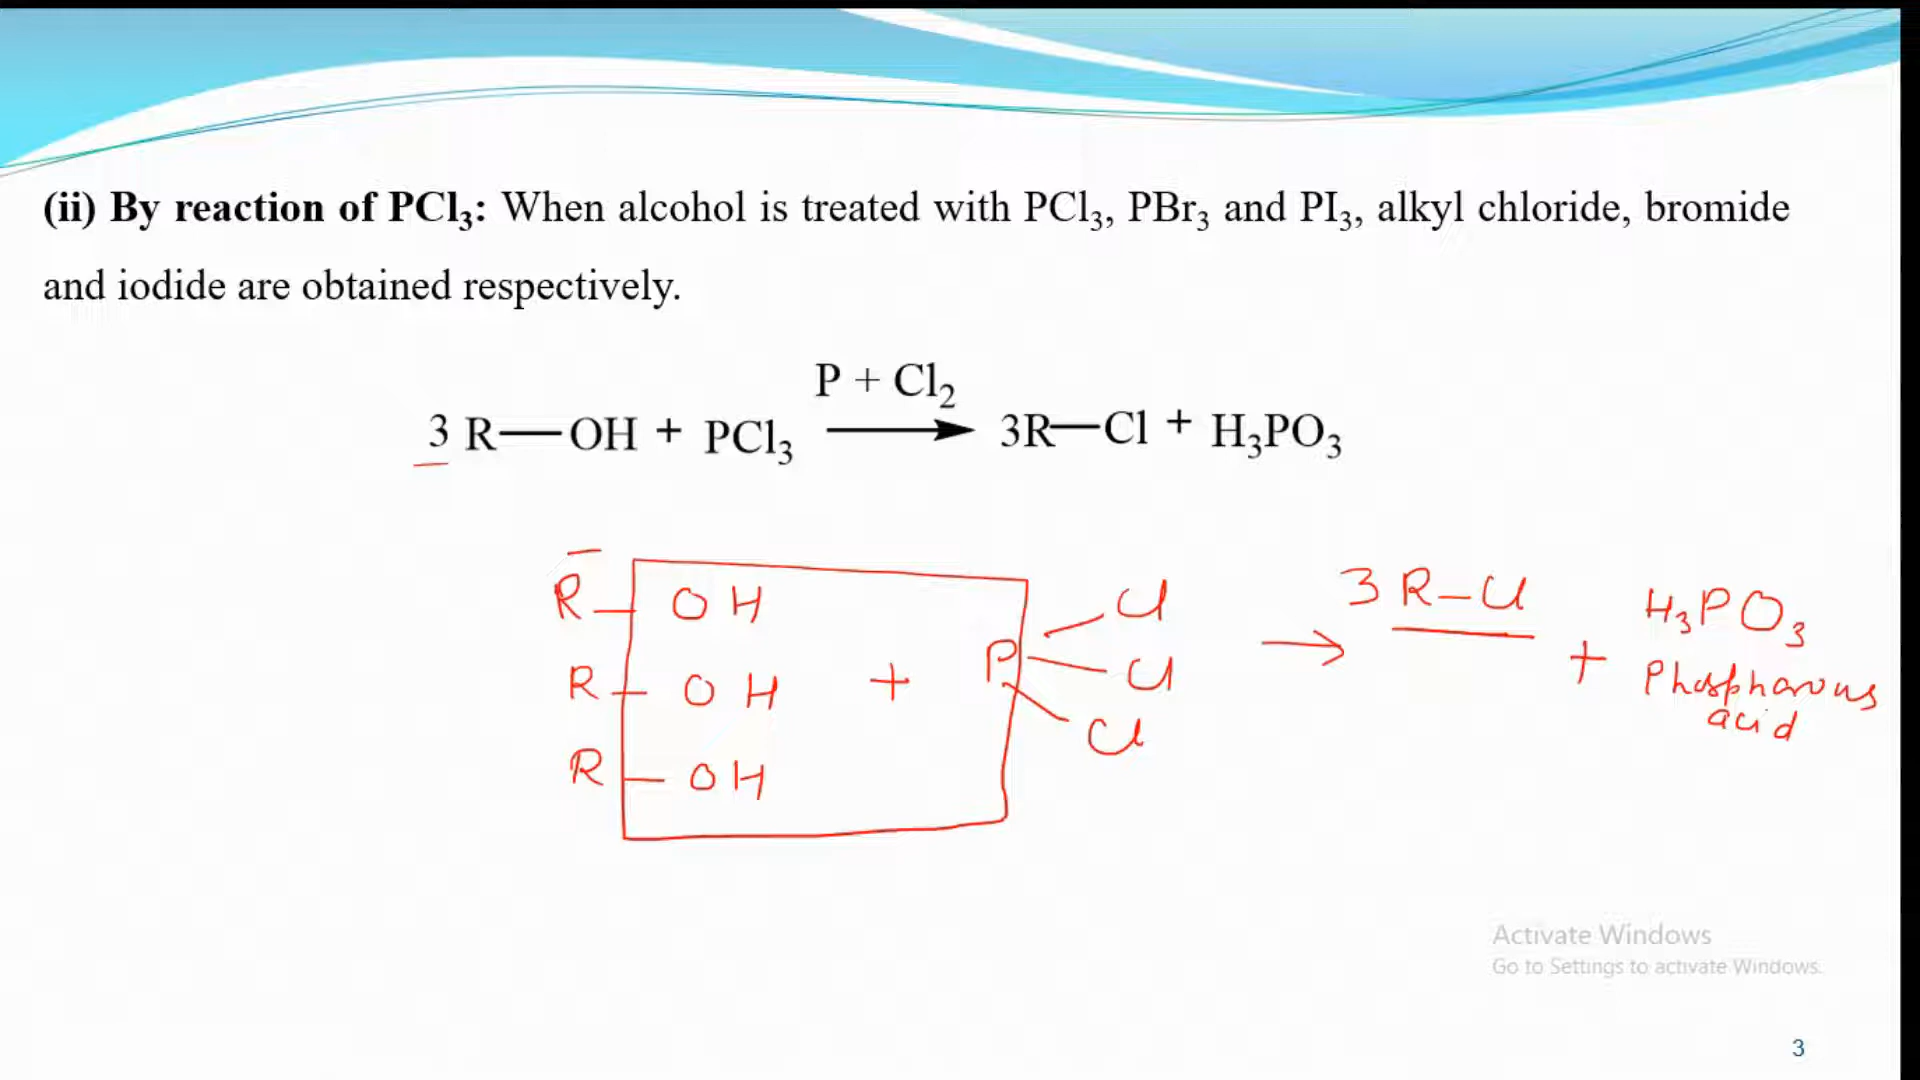 (ii) By reaction of PCl₃: When alcohol is treated with PCl₃, PBr₃ and PI₃, alkyl chloride, bromide
and iodide are obtained respectively.
P + Cl₂
3 R—OH + PCl₃ → 3R—Cl + H₃PO₃
R — OH
R — OH + P Cl Cl Cl → 3 R–Cl + H₃PO₃
R — OH
Phosphorous
acid
Activate Windows
Go to Settings to activate Windows.
3